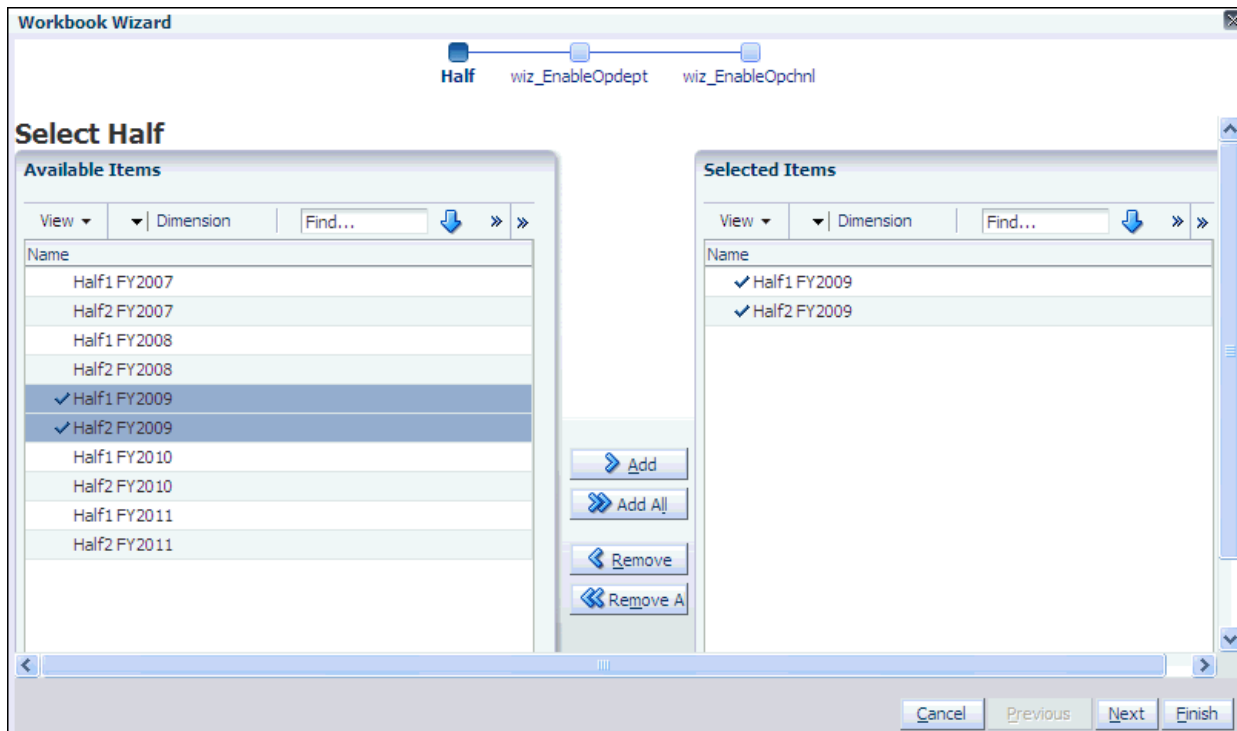 Workbook Wizard
Half wiz_EnableOpdept wiz_EnableOpchnl
Select Half
Available Items
View Dimension Find...
Name
Half1 FY2007
Half2 FY2007
Half1 FY2008
Half2 FY2008
Half1 FY2009
Half2 FY2009
Half1 FY2010
Half2 FY2010
Half1 FY2011
Half2 FY2011
Add
Add All
Remove
Remove A
Selected Items
View Dimension Find...
Name
Half1 FY2009
Half2 FY2009
Cancel Previous Next Finish